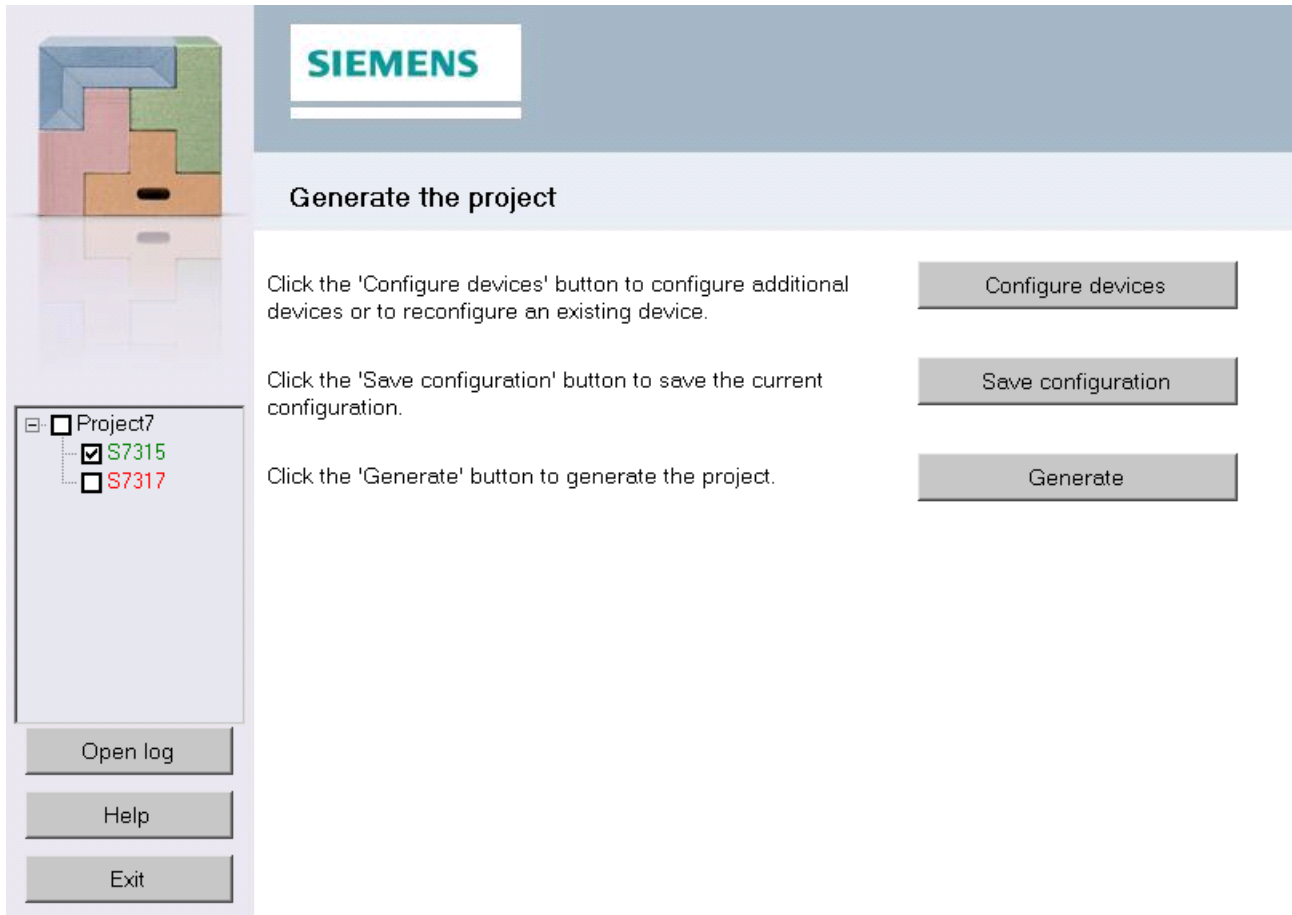 SIEMENS
Generate the project
Click the 'Configure devices' button to configure additional
devices or to reconfigure an existing device.
Configure devices
Click the 'Save configuration' button to save the current
configuration.
Save configuration
Click the 'Generate' button to generate the project.
Generate
Project7
S7315
S7317
Open log
Help
Exit